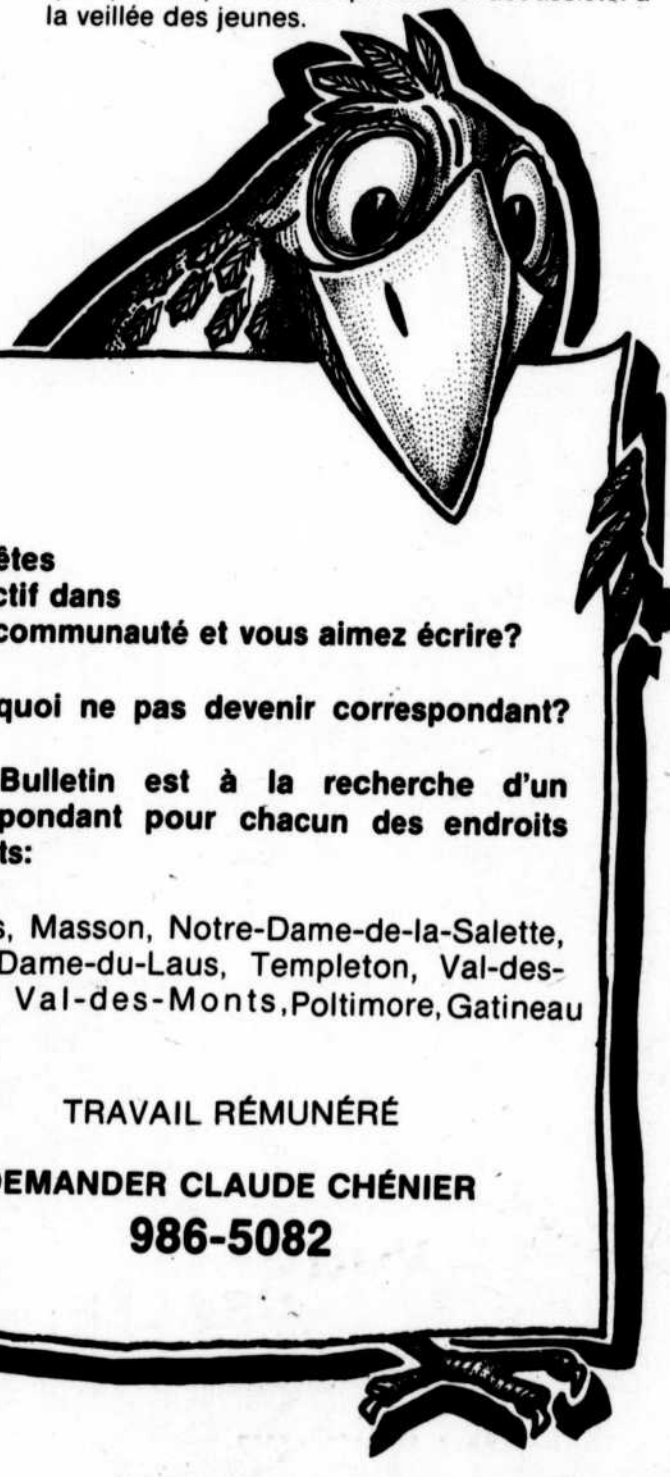 la veillée des jeunes.
êtes
ctif dans
communauté et vous aimez écrire?
quoi ne pas devenir correspondant?
Bulletin est à la recherche d'un
pondant pour chacun des endroits
ts:
s, Masson, Notre-Dame-de-la-Salette,
Dame-du-Laus, Templeton, Val-des-
Val-des-Monts, Poltimore, Gatineau
TRAVAIL RÉMUNÉRÉ
DEMANDER CLAUDE CHÉNIER
986-5082